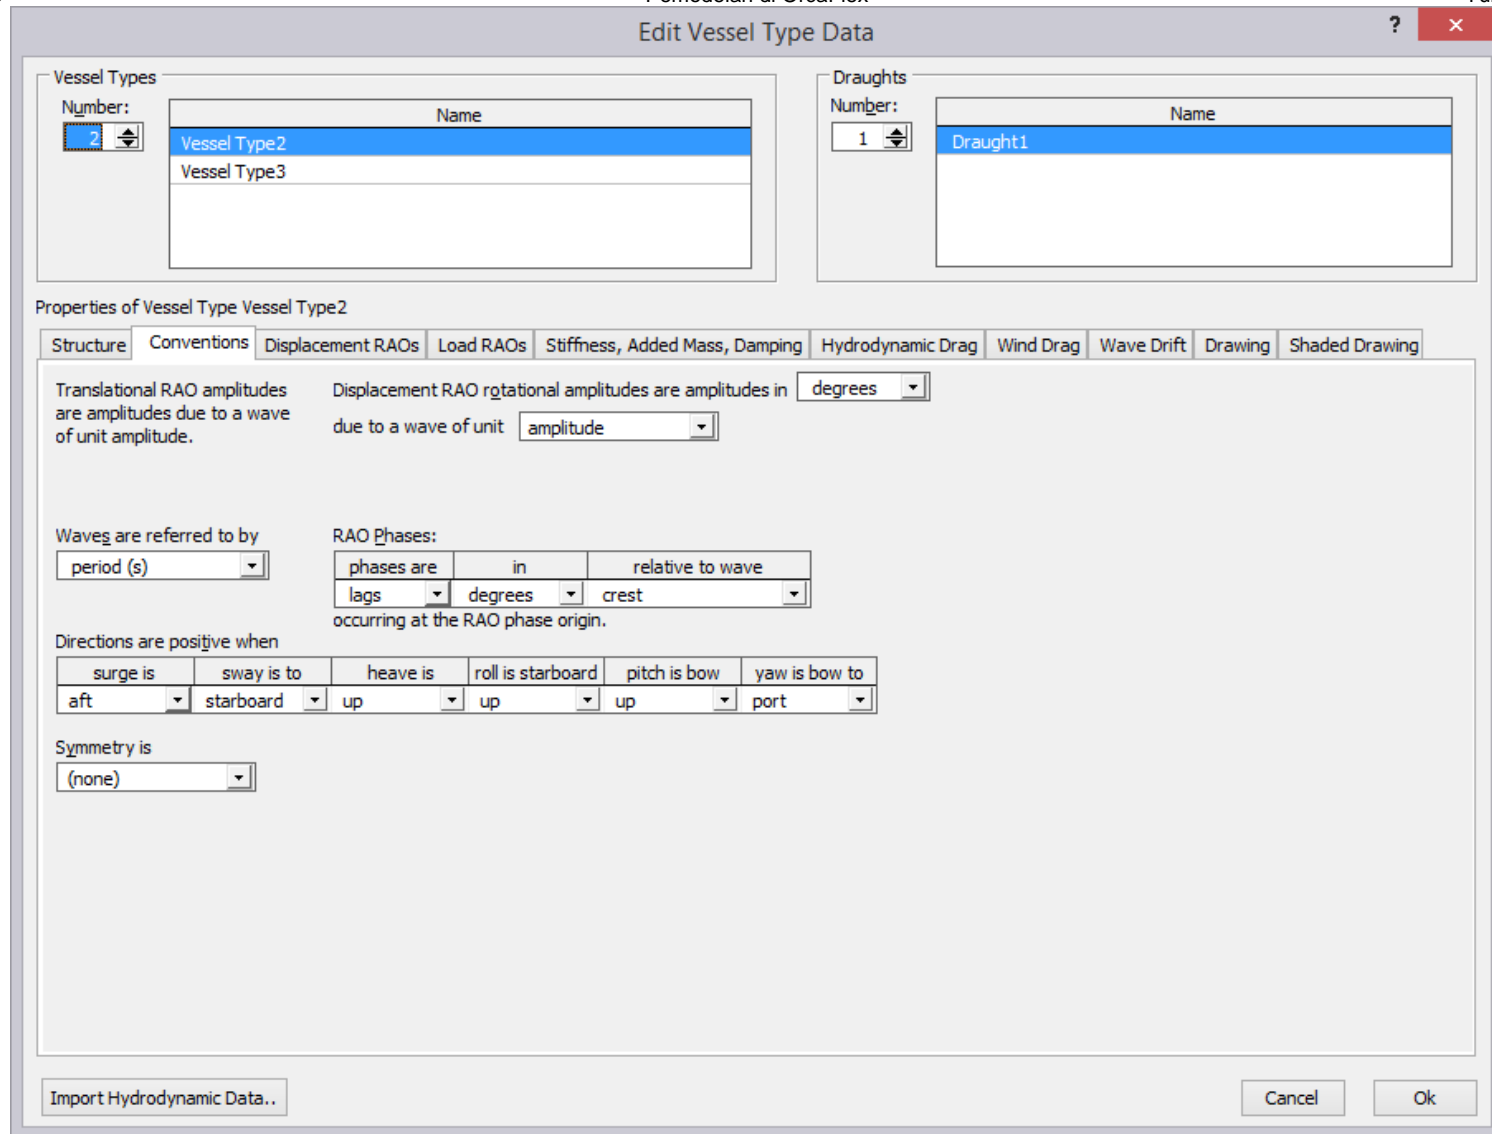 Pemodelan di OrcaFlex
Edit Vessel Type Data
?
Vessel Types
Number:
2
Name
Vessel Type2
Vessel Type3
Draughts
Number:
1
Name
Draught1
Properties of Vessel Type Vessel Type2
Structure Conventions Displacement RAOs Load RAOs Stiffness, Added Mass, Damping Hydrodynamic Drag Wind Drag Wave Drift Drawing Shaded Drawing
Translational RAO amplitudes
are amplitudes due to a wave
of unit amplitude.
Displacement RAO rotational amplitudes are amplitudes in degrees
due to a wave of unit amplitude
Waves are referred to by
period (s)
RAO Phases:
phases are in relative to wave
lags degrees crest
occurring at the RAO phase origin.
Directions are positive when
surge is sway is to heave is roll is starboard pitch is bow yaw is bow to
aft starboard up up up port
Symmetry is
(none)
Import Hydrodynamic Data..
Cancel
Ok